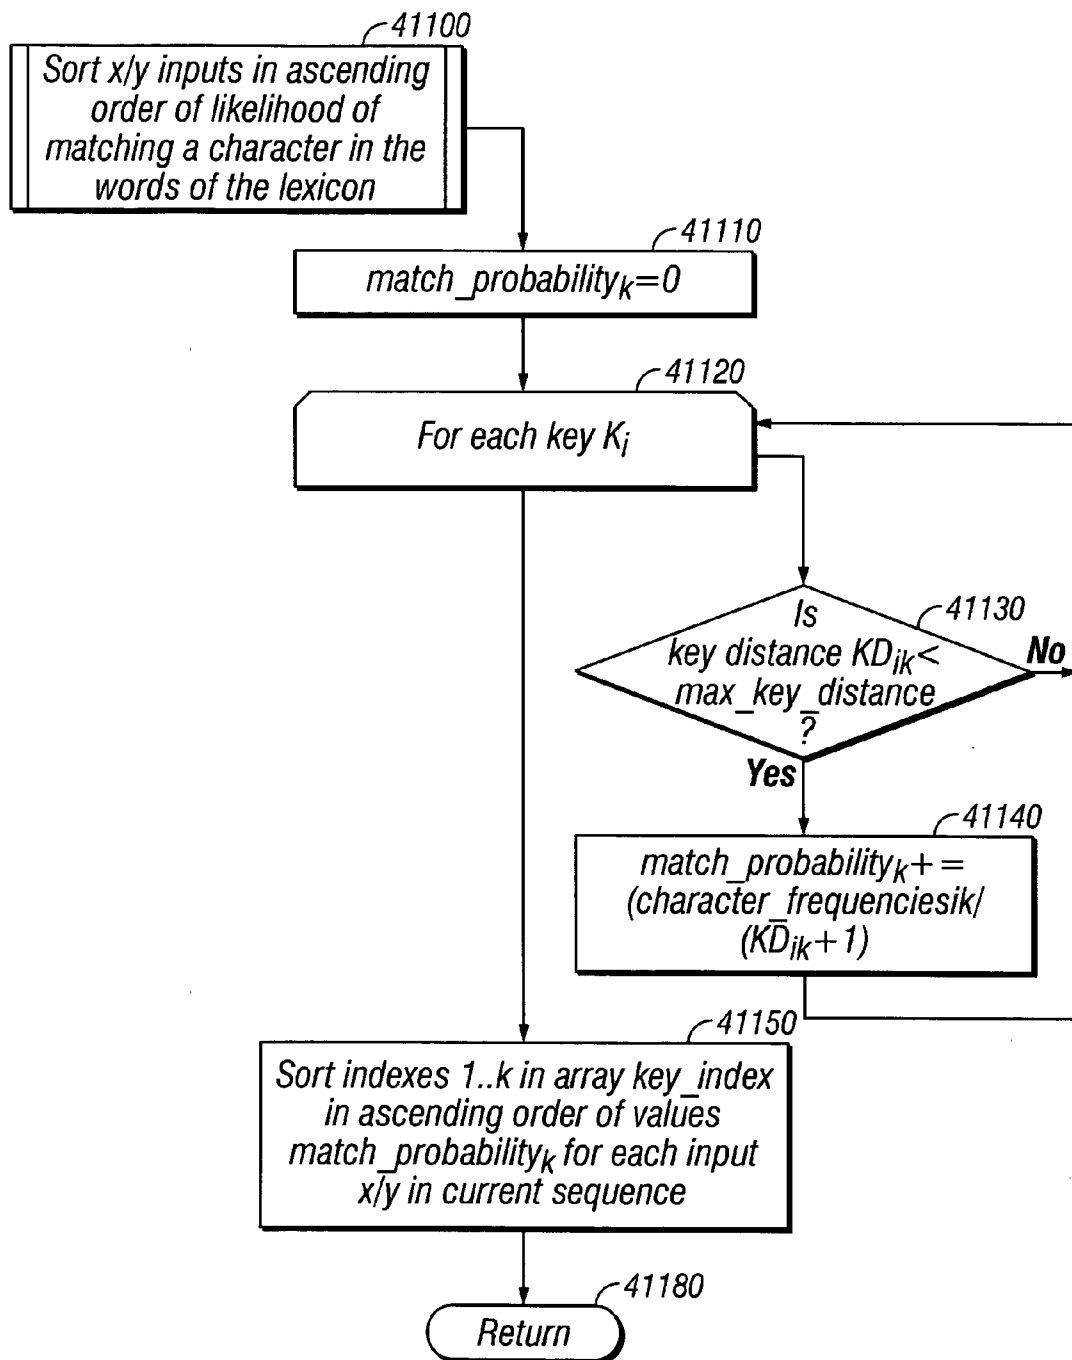 41100
Sort x/y inputs in ascending
order of likelihood of
matching a character in the
words of the lexicon
41110
match_probabilityk=0
41120
For each key Ki
41130
Is
key distance KDik<
max_key_distance
?
No
Yes
41140
match_probabilityk+=
(character_frequenciesik/
(KDik+1)
41150
Sort indexes 1..k in array key_index
in ascending order of values
match_probabilityk for each input
x/y in current sequence
41180
Return